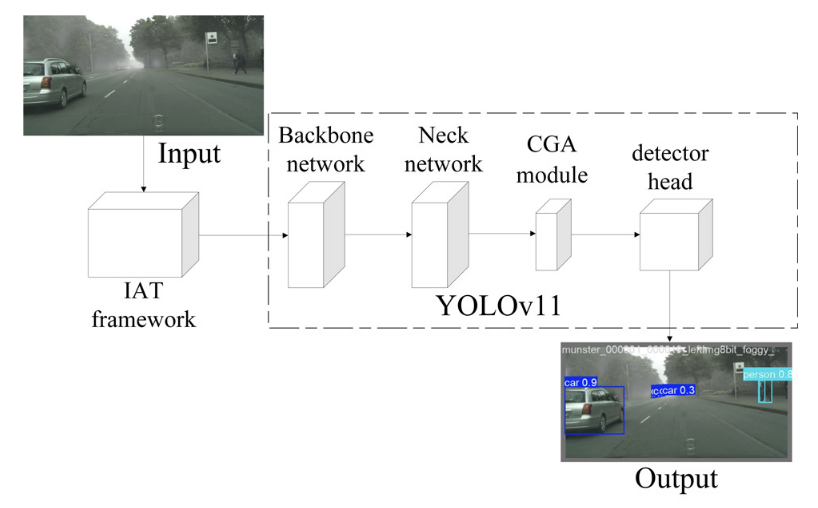 Input
Backbone
network
Neck
network
CGA
module
detector
head
IAT
framework
YOLOv11
munster_
car 0.9
car 0.3
person 0.8
Output